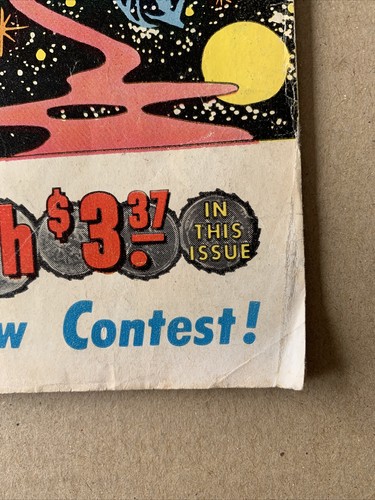 h $3.37
IN
THIS
ISSUE
w Contest!